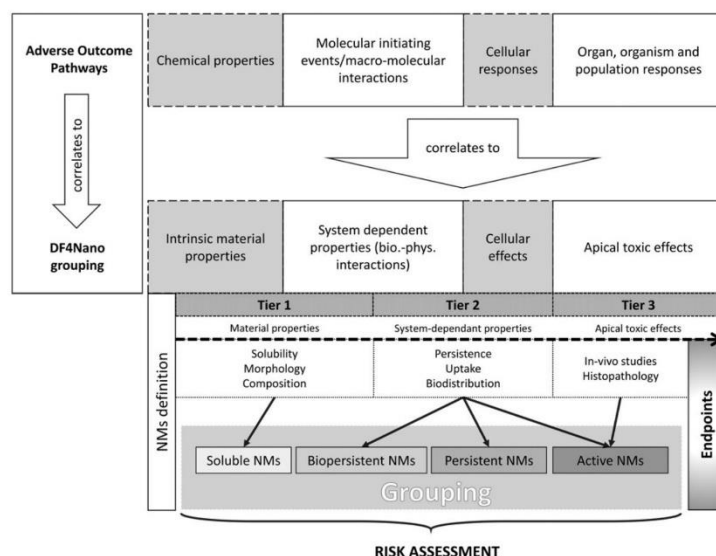 Adverse Outcome
Pathways
correlates to
DF4Nano
grouping
Chemical properties
Molecular initiating
events/macro-molecular
interactions
Cellular
responses
Organ, organism and
population responses
correlates to
Intrinsic material
properties
System dependent
properties (bio.-phys.
interactions)
Cellular
effects
Apical toxic effects
NMs definition
Tier 1
Tier 2
Tier 3
Material properties
System-dependant properties
Apical toxic effects
Solubility
Morphology
Composition
Persistence
Uptake
Biodistribution
In-vivo studies
Histopathology
Endpoints
Soluble NMs
Biopersistent NMs
Persistent NMs
Active NMs
Grouping
RISK ASSESSMENT